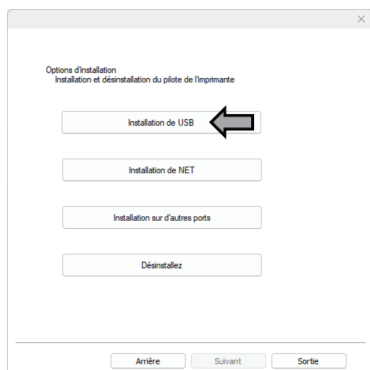 Options d'installation
Installation et désinstallation du pilote de l'imprimante
Installation de USB
Installation de NET
Installation sur d'autres ports
Désinstallez
Arrière Suivant Sortie